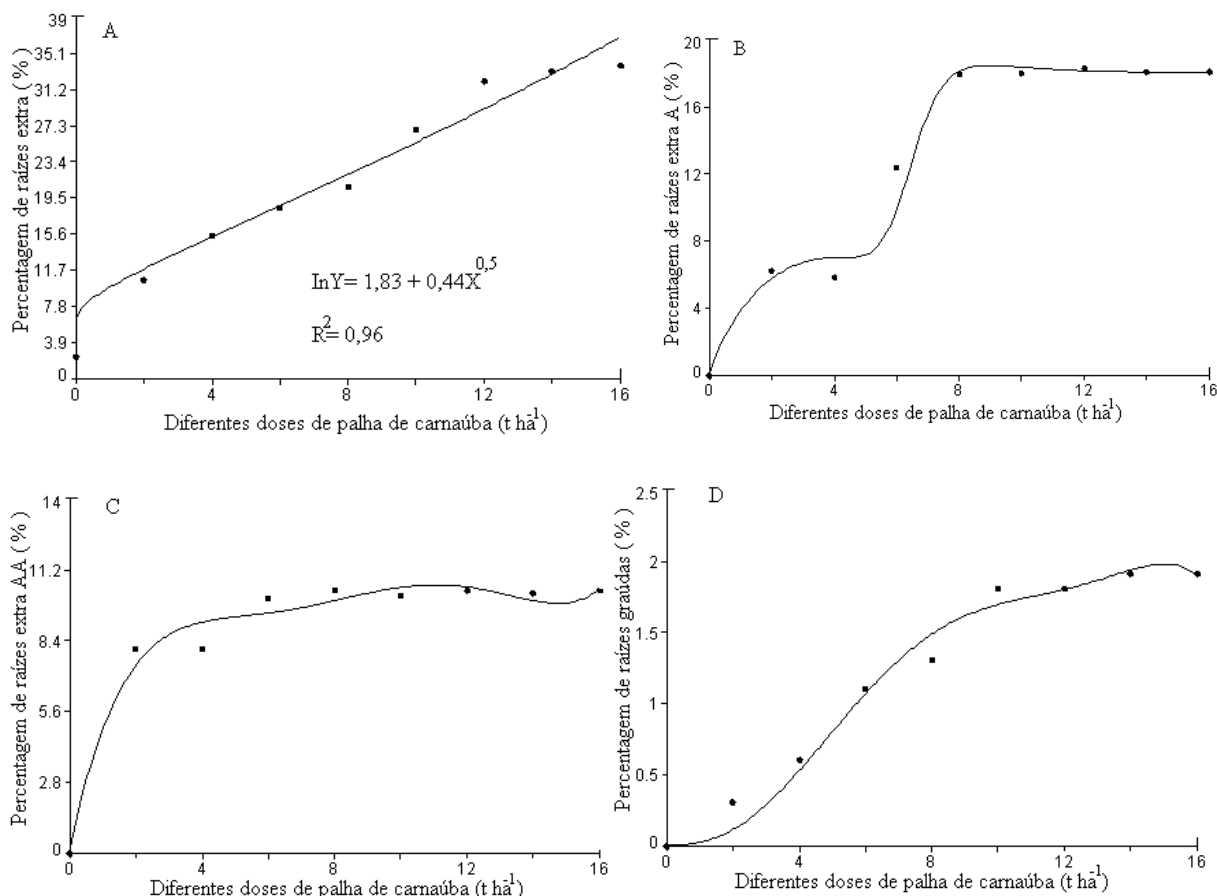 A
Percentagem de raízes extra ( % )
39
35.1
31.2
27.3
23.4
19.5
15.6
11.7
7.8
3.9
0
lnY= 1,83 + 0,44X^0,5
R^2= 0,96
0 4 8 12 16
Diferentes doses de palha de carnaúba (t ha^-1)
B
Percentagem de raízes extra A ( % )
20
16
12
8
4
0
0 2 4 6 8 10 12 14 16
Diferentes doses de palha de carnaúba (t ha^-1)
C
Percentagem de raízes extra AA ( % )
14
11.2
8.4
5.6
2.8
0
0 4 8 12 16
Diferentes doses de palha de carnaúba (t ha^-1)
D
Percentagem de raízes graúdas ( % )
2.5
2
1.5
1
0.5
0
0 4 8 12 16
Diferentes doses de palha de carnaúba (t ha^-1)